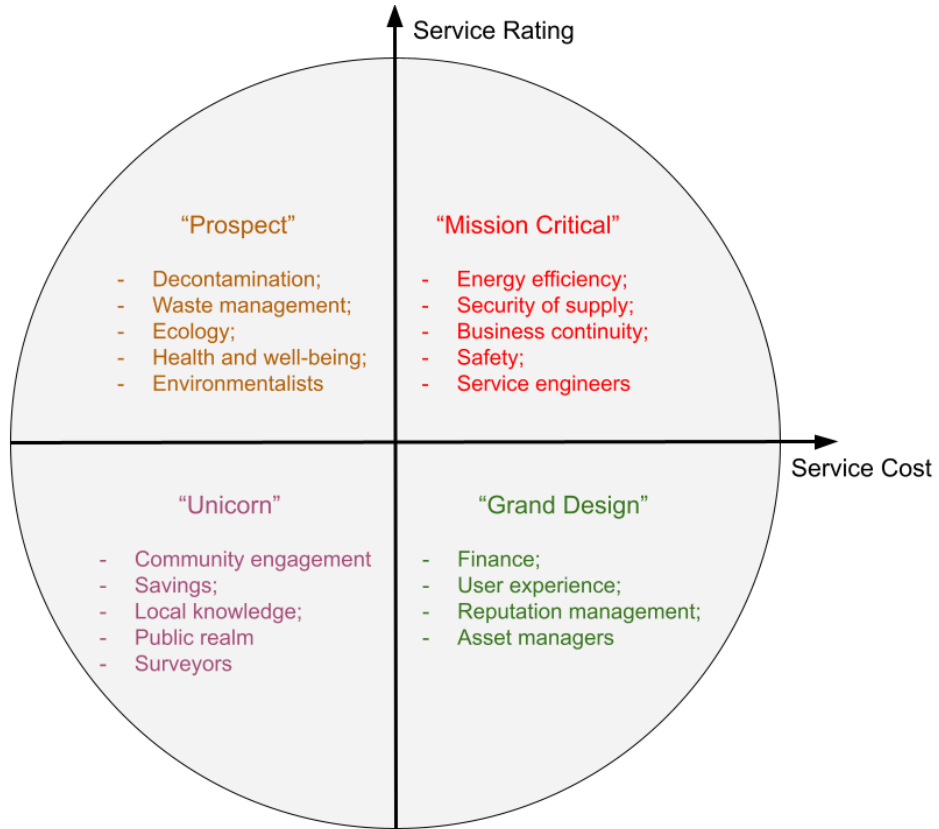 Service Rating
“Prospect”
- Decontamination;
- Waste management;
- Ecology;
- Health and well-being;
- Environmentalists
“Mission Critical”
- Energy efficiency;
- Security of supply;
- Business continuity;
- Safety;
- Service engineers
Service Cost
“Unicorn”
- Community engagement
- Savings;
- Local knowledge;
- Public realm
- Surveyors
“Grand Design”
- Finance;
- User experience;
- Reputation management;
- Asset managers